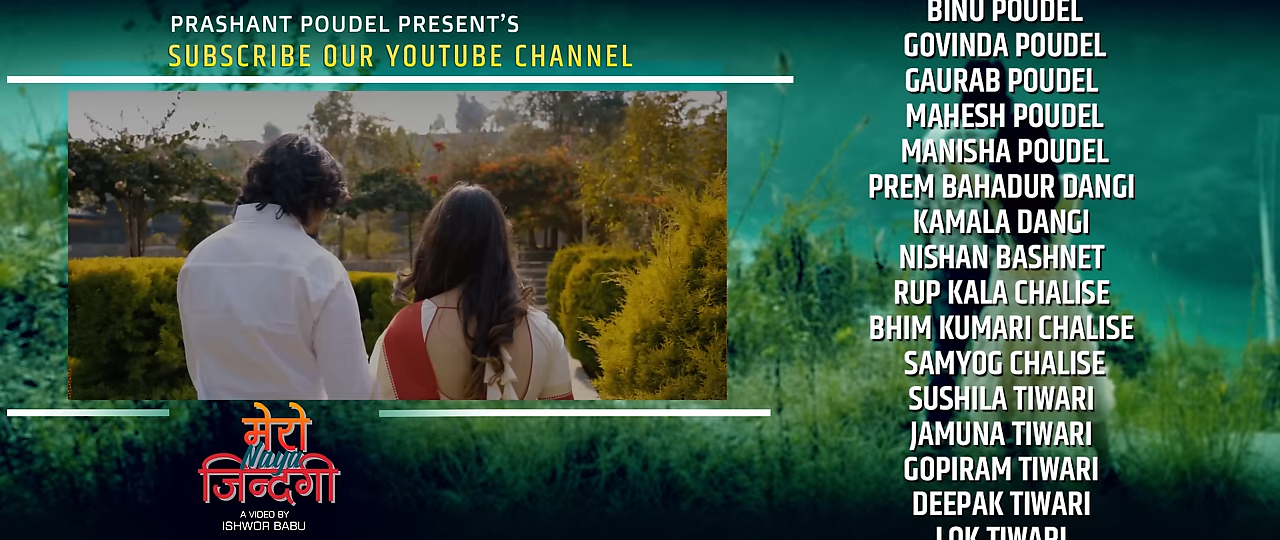 PRASHANT POUDEL PRESENT'S
SUBSCRIBE OUR YOUTUBE CHANNEL
मेरो
Naya
जिन्दगी
A VIDEO BY
ISHWOR BABU
BINU POUDEL
GOVINDA POUDEL
GAURAB POUDEL
MAHESH POUDEL
MANISHA POUDEL
PREM BAHADUR DANGI
KAMALA DANGI
NISHAN BASHNET
RUP KALA CHALISE
BHIM KUMARI CHALISE
SAMYOG CHALISE
SUSHILA TIWARI
JAMUNA TIWARI
GOPIRAM TIWARI
DEEPAK TIWARI
LOK TIWARI